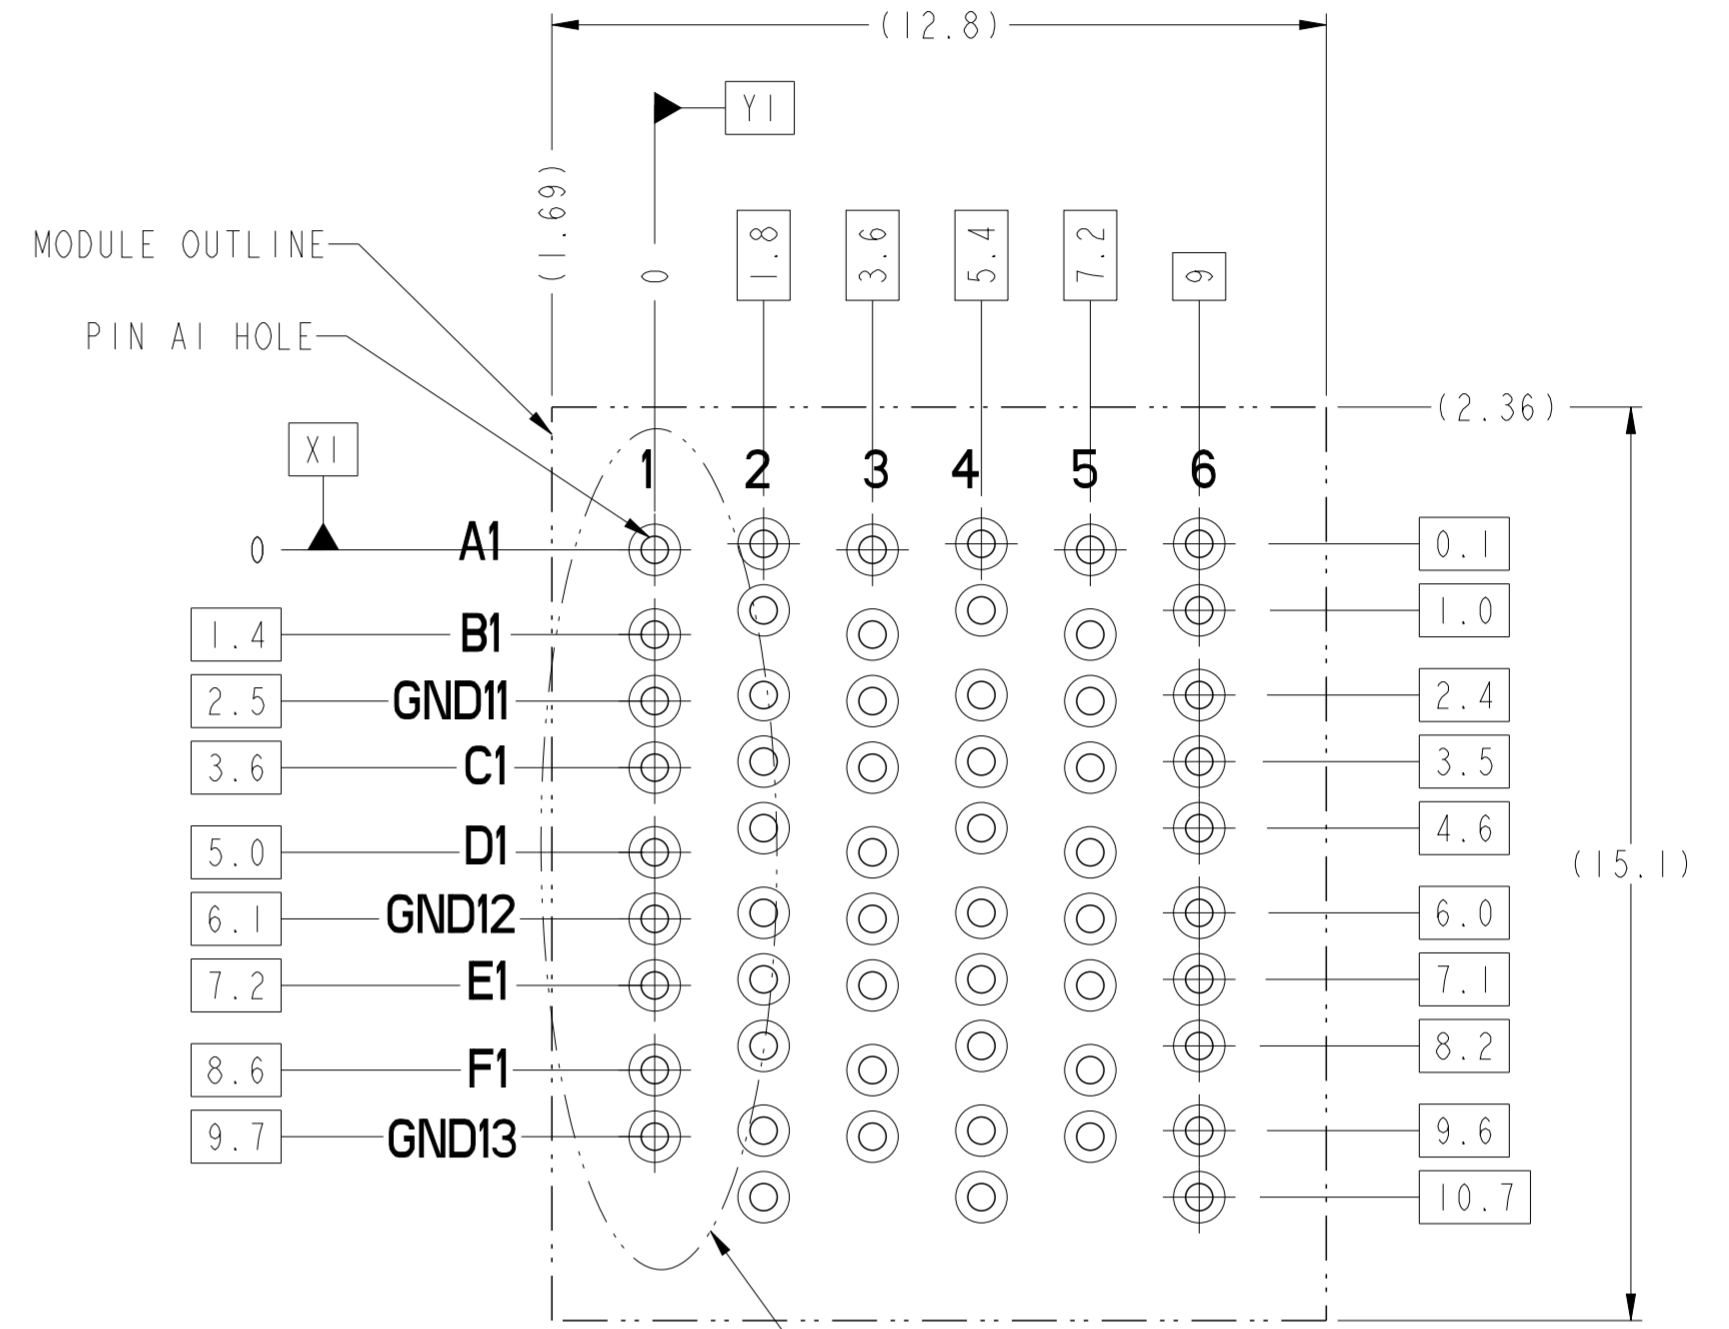 (12.8)
Y1
(1.69)
0
1.8
3.6
5.4
7.2
9
MODULE OUTLINE
PIN A1 HOLE
(2.36)
X1
1 2 3 4 5 6
0 A1 0.1
1.0
1.4 B1
2.5 GND11 2.4
3.6 C1 3.5
4.6
5.0 D1
(15.1)
6.1 GND12 6.0
7.2 E1 7.1
8.2
8.6 F1
9.7 GND13 9.6
10.7